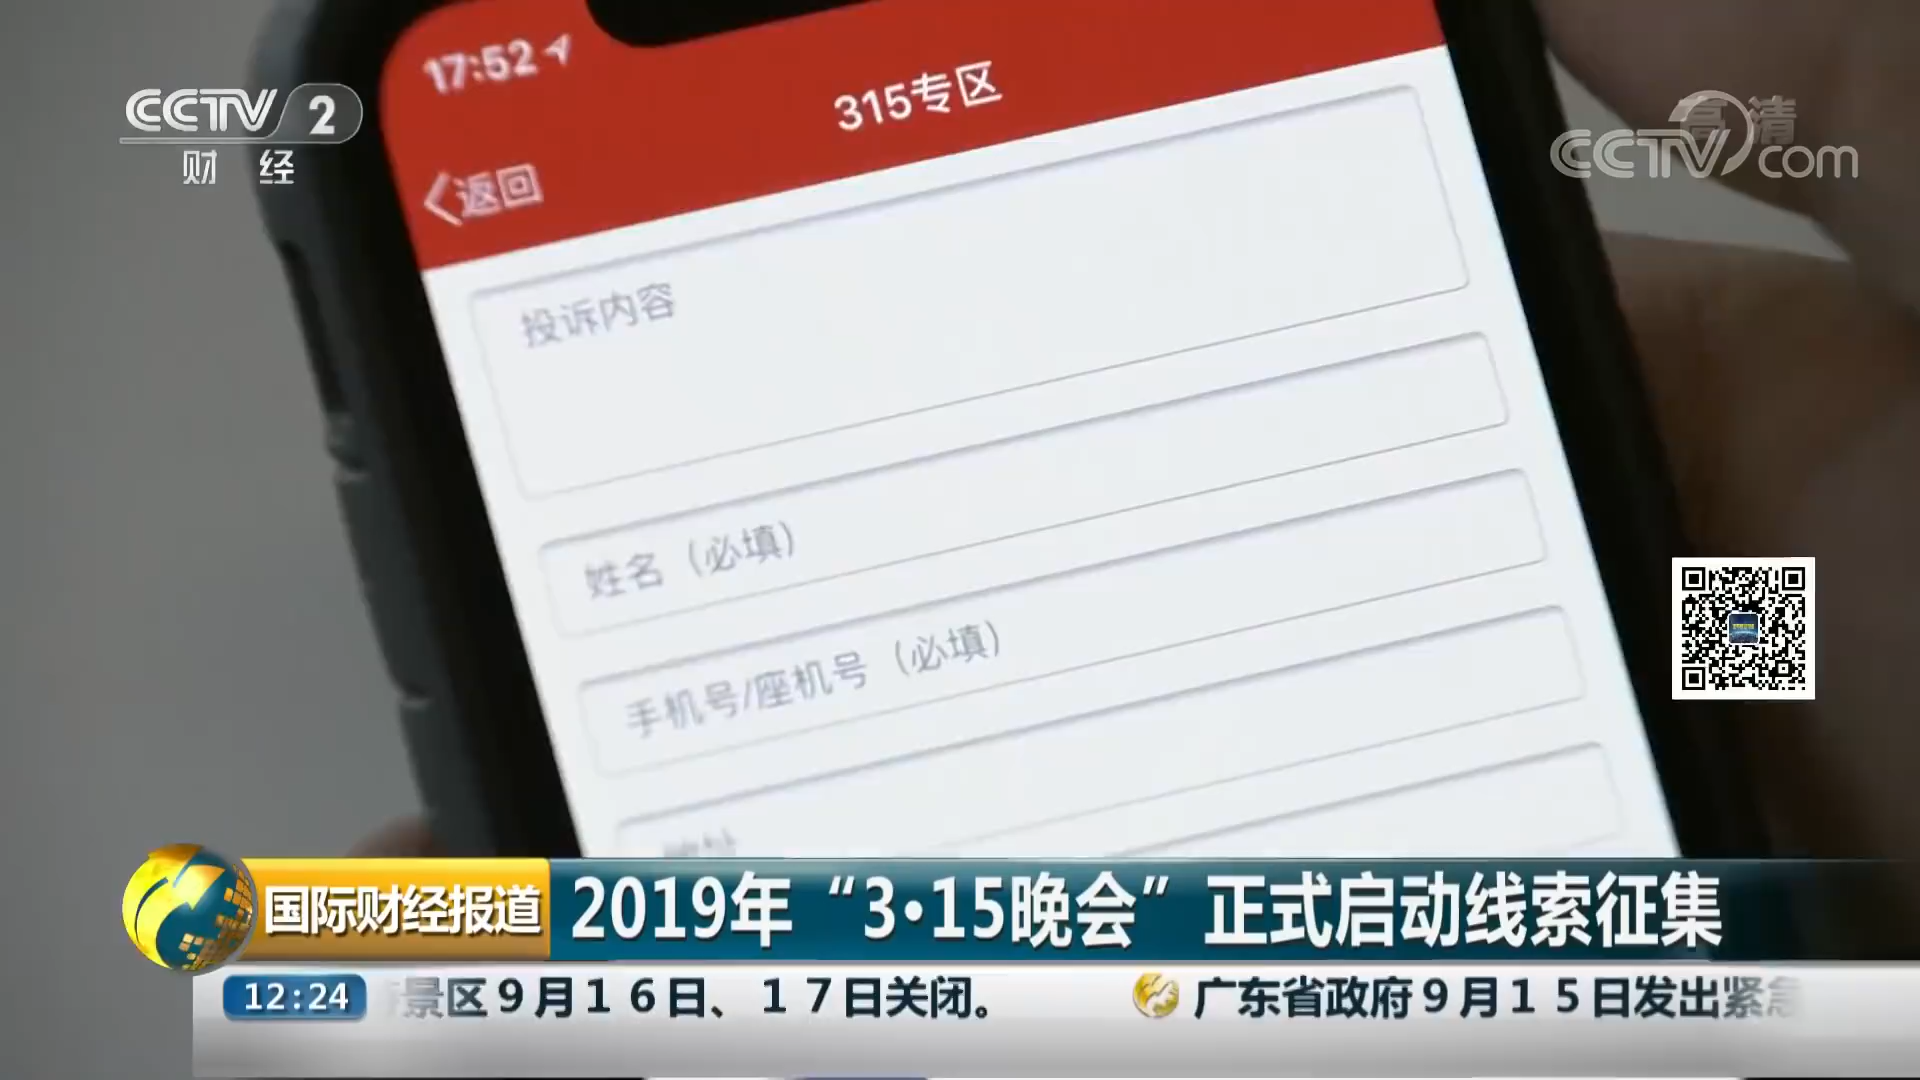 17:52
315专区
CCTV 2
财 经
高清
CCTV.com
返回
投诉内容
姓名（必填）
手机号/座机号（必填）
地址
国际财经报道
2019年“3·15晚会”正式启动线索征集
12:24
景区9月16日、17日关闭。
广东省政府9月15日发出紧急